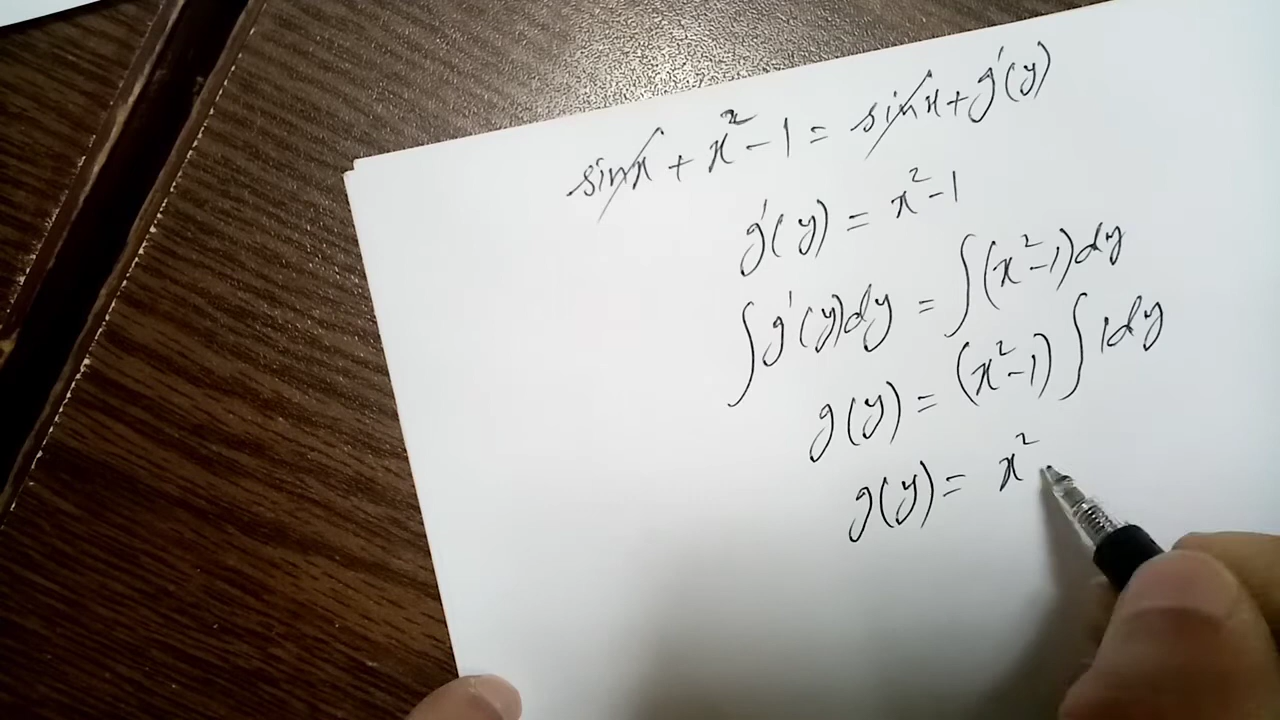 sinx + x² - 1 = sinx + g'(y)
g'(y) = x² - 1
∫ g'(y)dy = ∫ (x² - 1)dy
g(y) = (x² - 1) ∫ 1dy
g(y) = x²